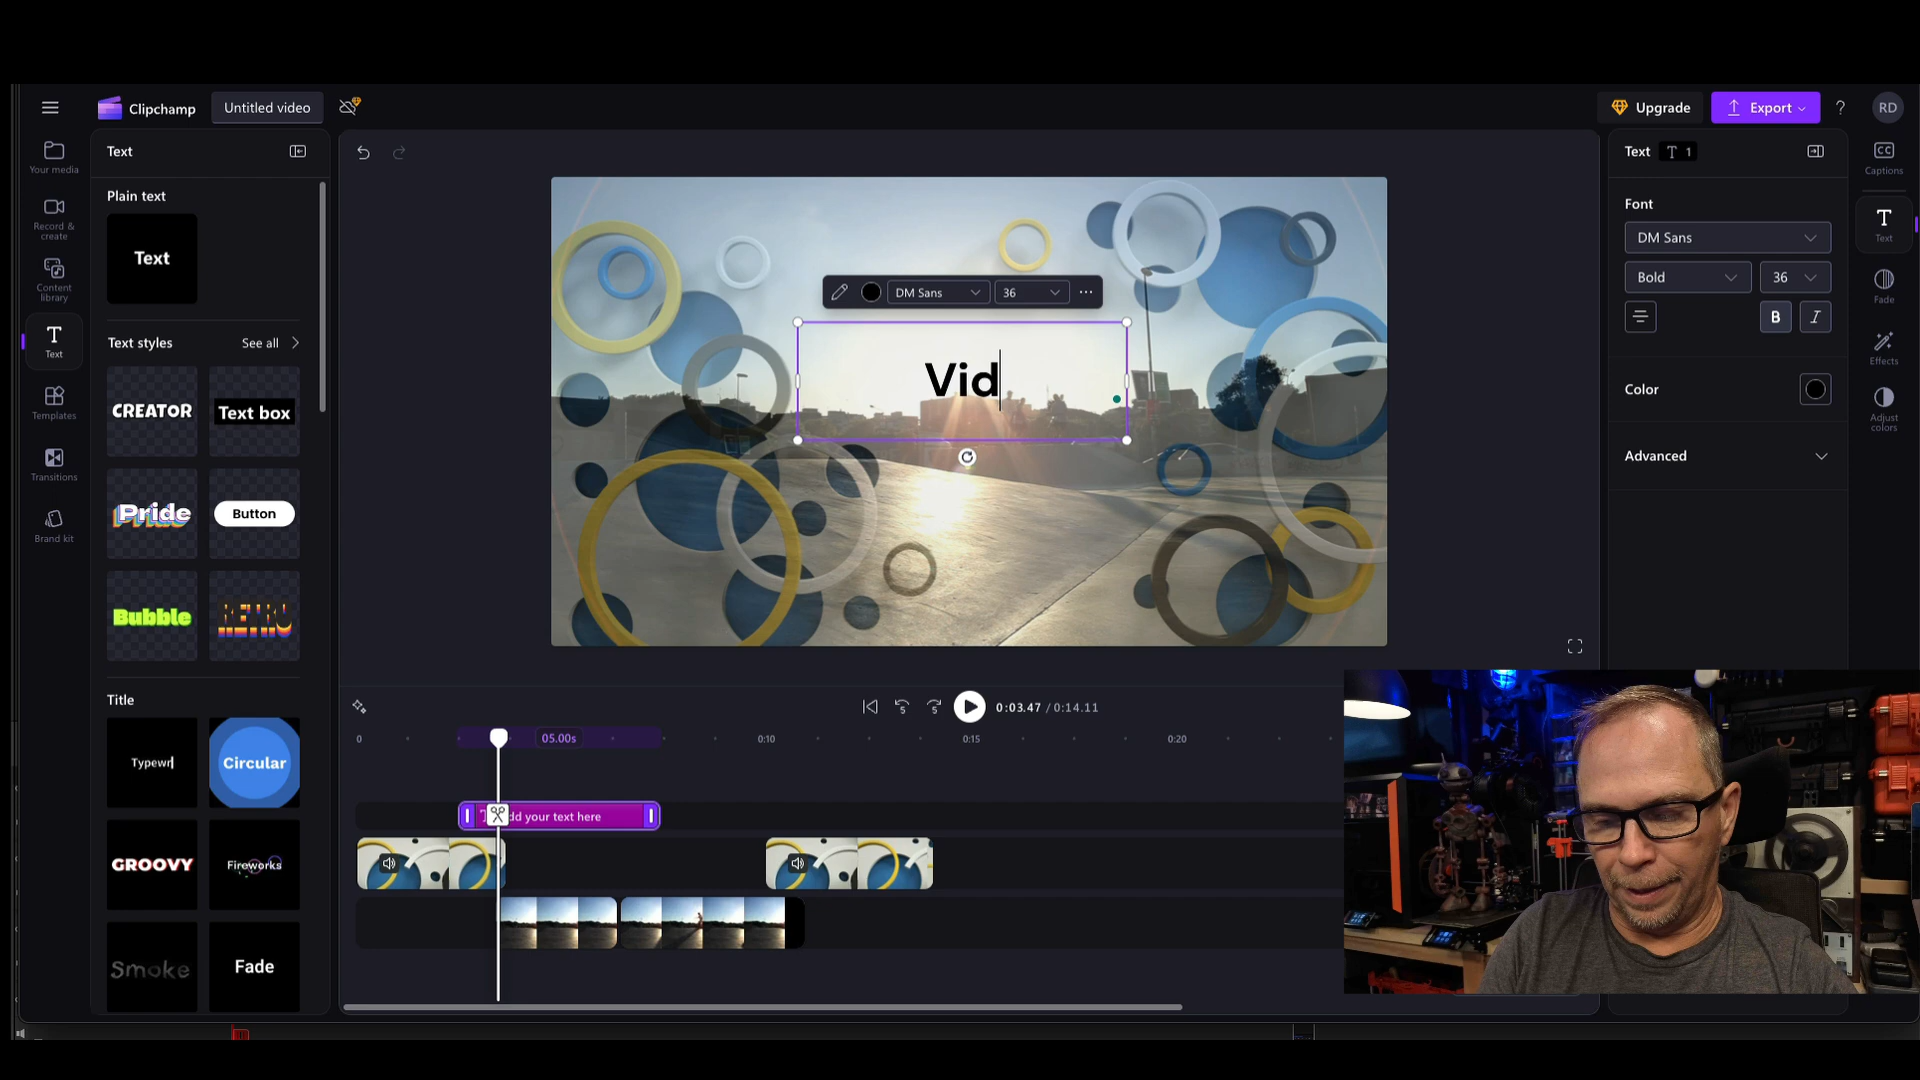 Clipchamp
Untitled video
Upgrade
Export
?
RD
Your media
Record &
create
Content
library
Text
Templates
Transitions
Brand kit
Text
Plain text
Text
Text styles
See all
CREATOR
Text box
Pride
Button
Bubble
RETRO
Title
Typewr
Circular
GROOVY
Fireworks
Smoke
Fade
DM Sans
36
Vid
0:03.47 / 0:14.11
0
05.00s
0:10
0:15
0:20
dd your text here
Text
T 1
Font
DM Sans
Bold
36
B
I
Color
Advanced
CC
Captions
Text
Fade
Effects
Adjust
colors